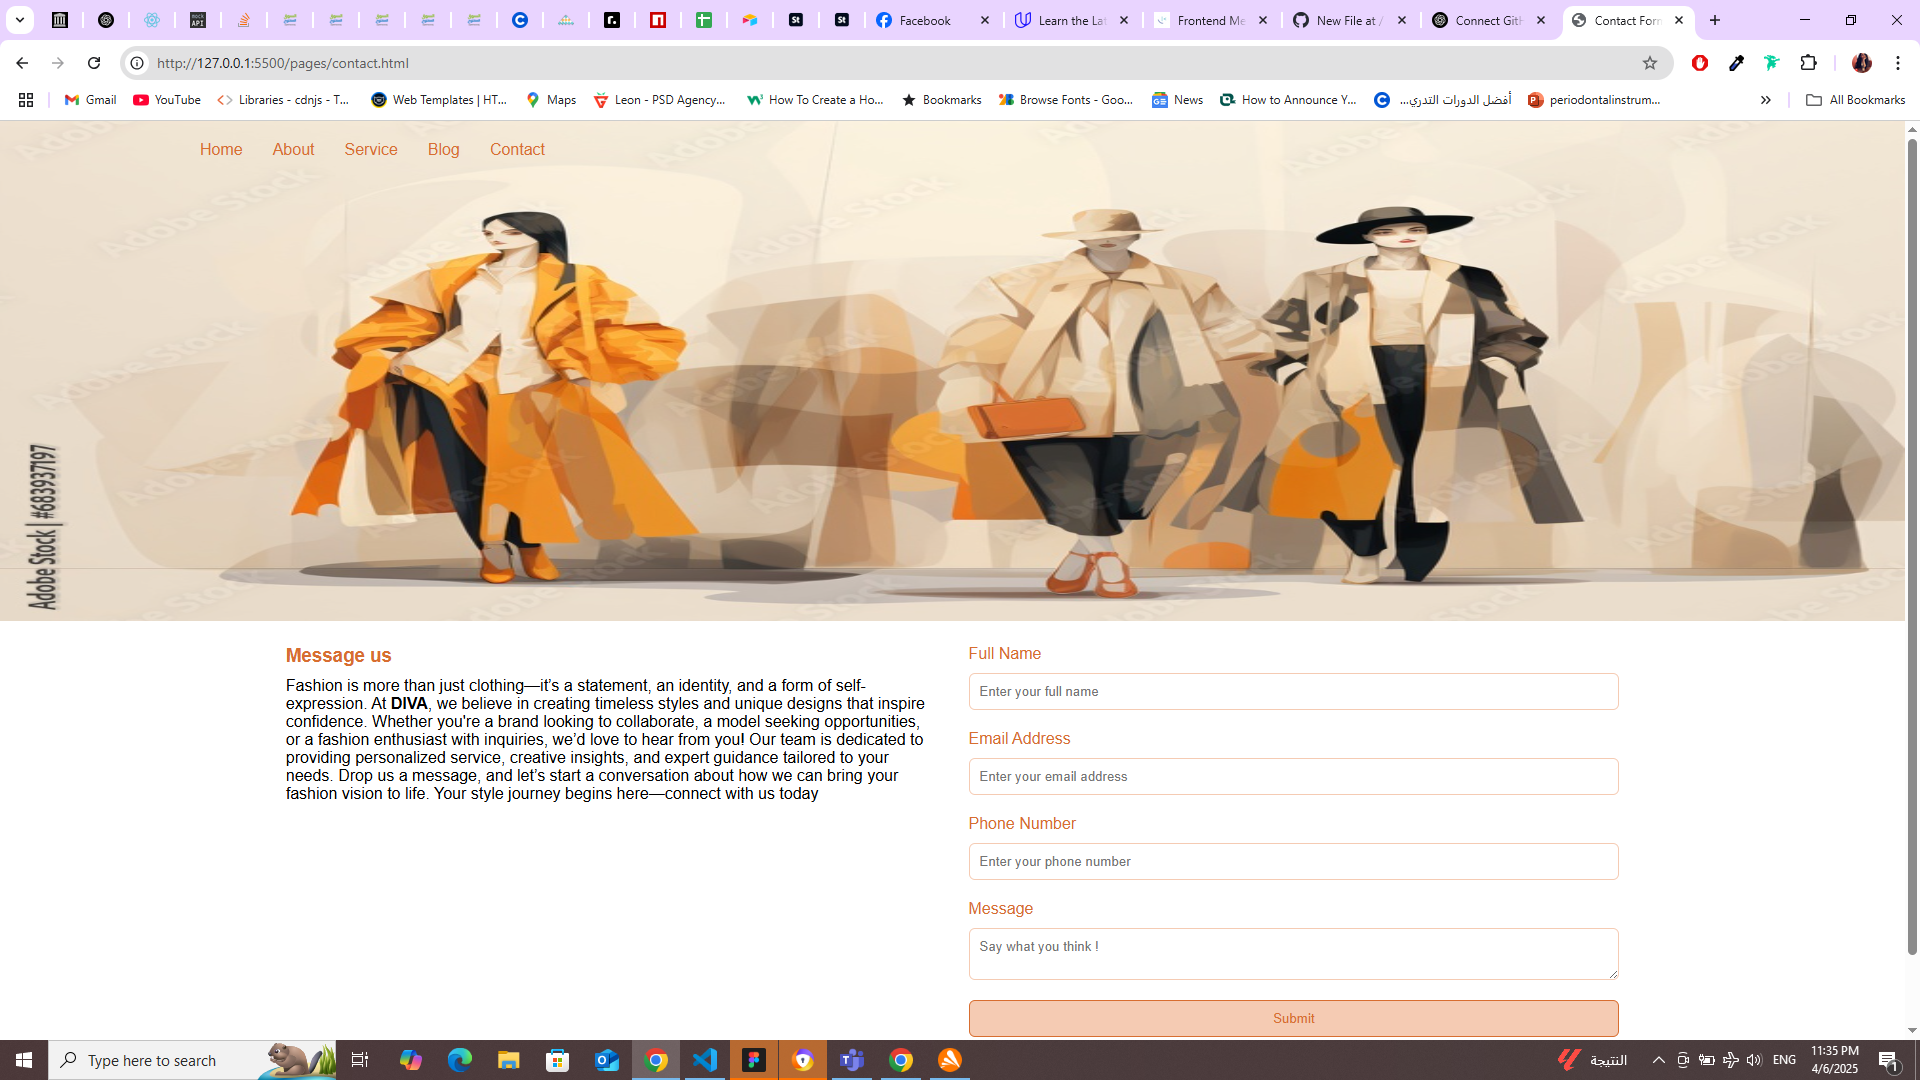 Facebook
Learn the Lat
Frontend Me
New File at /
Connect GitH
Contact Form
http://127.0.0.1:5500/pages/contact.html
Gmail
YouTube
Libraries - cdnjs - T...
Web Templates | HT...
Maps
Leon - PSD Agency...
How To Create a Ho...
Bookmarks
Browse Fonts - Goo...
News
How to Announce Y...
أفضل الدورات التدري...
periodontalinstrum...
All Bookmarks
Home
About
Service
Blog
Contact
Adobe Stock | #683937197
Message us
Fashion is more than just clothing—it’s a statement, an identity, and a form of self-
expression. At DIVA, we believe in creating timeless styles and unique designs that inspire
confidence. Whether you're a brand looking to collaborate, a model seeking opportunities,
or a fashion enthusiast with inquiries, we’d love to hear from you! Our team is dedicated to
providing personalized service, creative insights, and expert guidance tailored to your
needs. Drop us a message, and let’s start a conversation about how we can bring your
fashion vision to life. Your style journey begins here—connect with us today
Full Name
Enter your full name
Email Address
Enter your email address
Phone Number
Enter your phone number
Message
Say what you think !
Submit
Type here to search
النتيجة
ENG
11:35 PM
4/6/2025
1